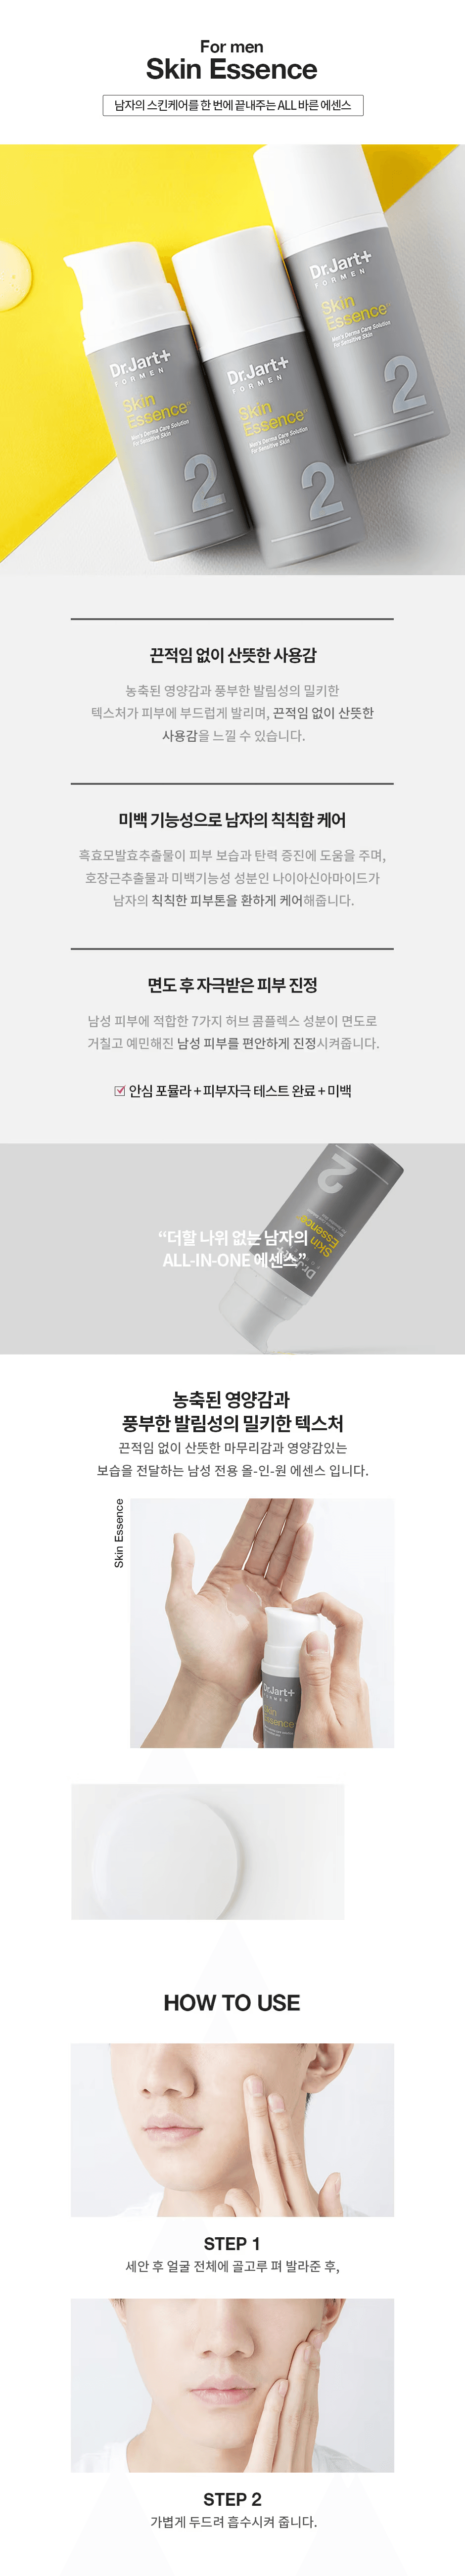 For men
Skin Essence
남자의 스킨케어를 한 번에 끝내주는 ALL 바른 에센스
Dr.Jart+
FOR MEN
Skin
Essence
Men's Derma Care Solution
For Sensitive Skin
2
Dr.Jart+
FOR MEN
Skin
Essence
Men's Derma Care Solution
For Sensitive Skin
2
Dr.Jart+
FOR MEN
Skin
Essence
Men's Derma Care Solution
For Sensitive Skin
2
끈적임 없이 산뜻한 사용감
농축된 영양감과 풍부한 발림성의 밀키한
텍스처가 피부에 부드럽게 발리며, 끈적임 없이 산뜻한
사용감을 느낄 수 있습니다.
미백 기능성으로 남자의 칙칙함 케어
흑효모발효추출물이 피부 보습과 탄력 증진에 도움을 주며,
호장근추출물과 미백기능성 성분인 나이아신아마이드가
남자의 칙칙한 피부톤을 환하게 케어해줍니다.
면도 후 자극받은 피부 진정
남성 피부에 적합한 7가지 허브 콤플렉스 성분이 면도로
거칠고 예민해진 남성 피부를 편안하게 진정시켜줍니다.
안심 포뮬라 + 피부자극 테스트 완료 + 미백
2
Skin
Essence
Dr.Jart+
“더할 나위 없는 남자의
ALL-IN-ONE 에센스”
농축된 영양감과
풍부한 발림성의 밀키한 텍스처
끈적임 없이 산뜻한 마무리감과 영양감있는
보습을 전달하는 남성 전용 올-인-원 에센스 입니다.
Skin Essence
Dr.Jart+
FOR MEN
Skin
Essence
HOW TO USE
STEP 1
세안 후 얼굴 전체에 골고루 펴 발라준 후,
STEP 2
가볍게 두드려 흡수시켜 줍니다.